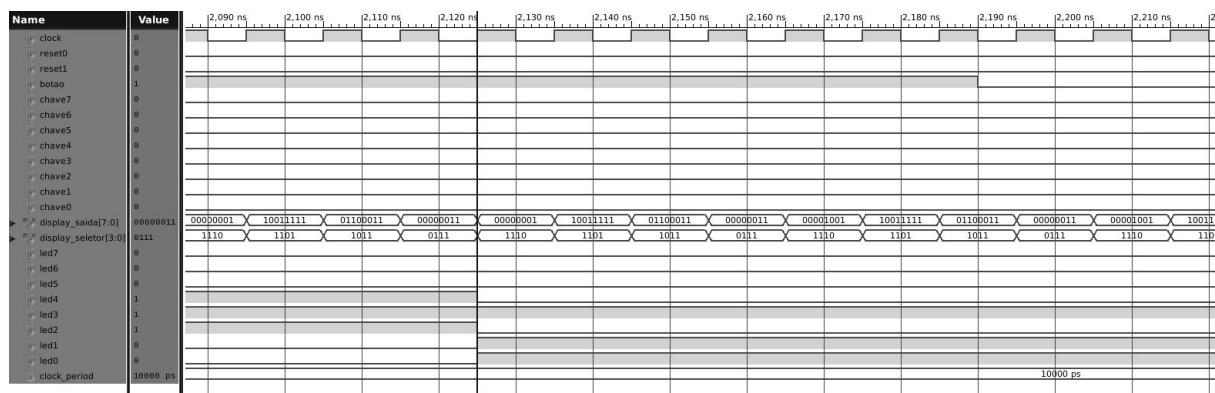 Name Value 2,090 ns 2,100 ns 2,110 ns 2,120 ns 2,130 ns 2,140 ns 2,150 ns 2,160 ns 2,170 ns 2,180 ns 2,190 ns 2,200 ns 2,210 ns 2
clock 0
reset0 0
reset1 0
botao 1
chave7 0
chave6 0
chave5 0
chave4 0
chave3 0
chave2 0
chave1 0
chave0 0
display_saida[7:0] 00000011 00000001 10011111 01100011 00000011 00000001 10011111 01100011 00000011 00001001 10011111 01100011 00000011 00001001 10011
display_seletor[3:0] 0111 1110 1101 1011 0111 1110 1101 1011 0111 1110 1101 1011 0111 1110 110
led7 0
led6 0
led5 0
led4 1
led3 1
led2 1
led1 0
led0 0
clock_period 10000 ps 10000 ps